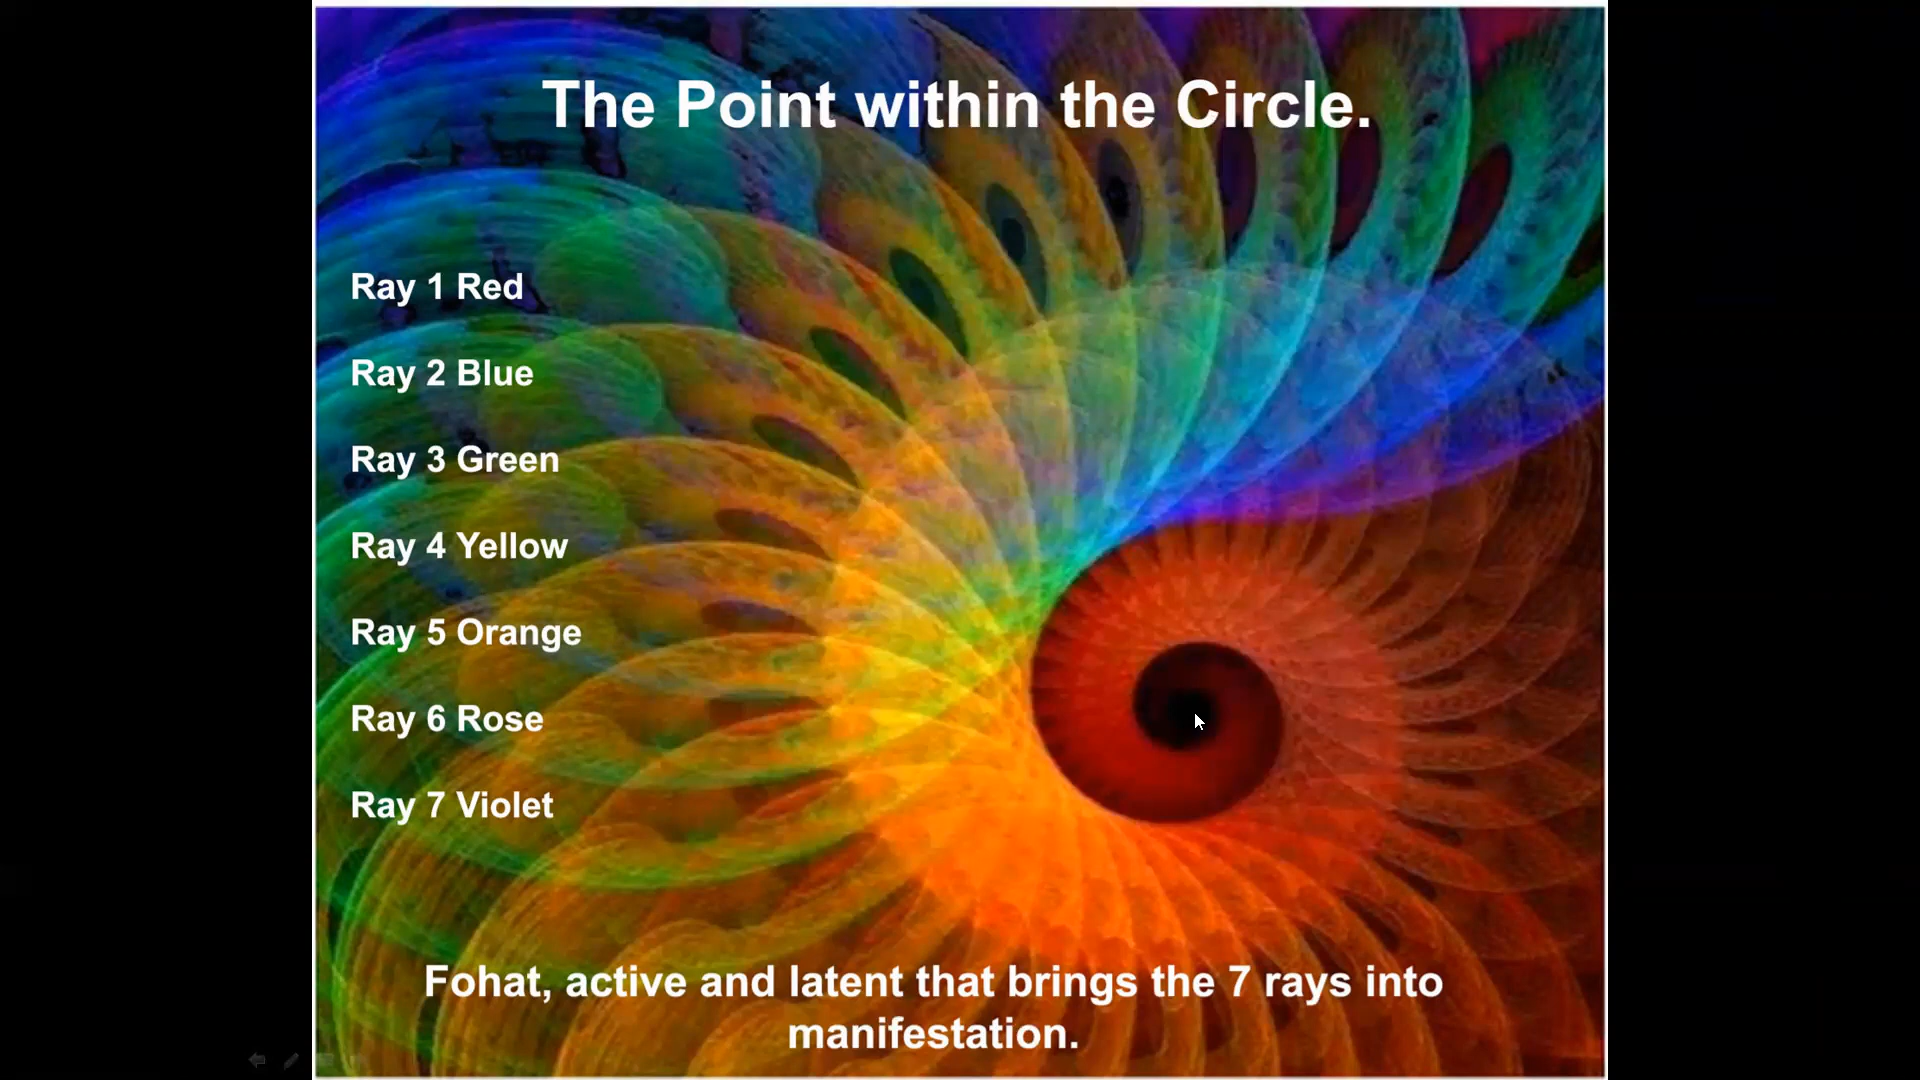 The Point within the Circle.
Ray 1 Red
Ray 2 Blue
Ray 3 Green
Ray 4 Yellow
Ray 5 Orange
Ray 6 Rose
Ray 7 Violet
Fohat, active and latent that brings the 7 rays into
manifestation.